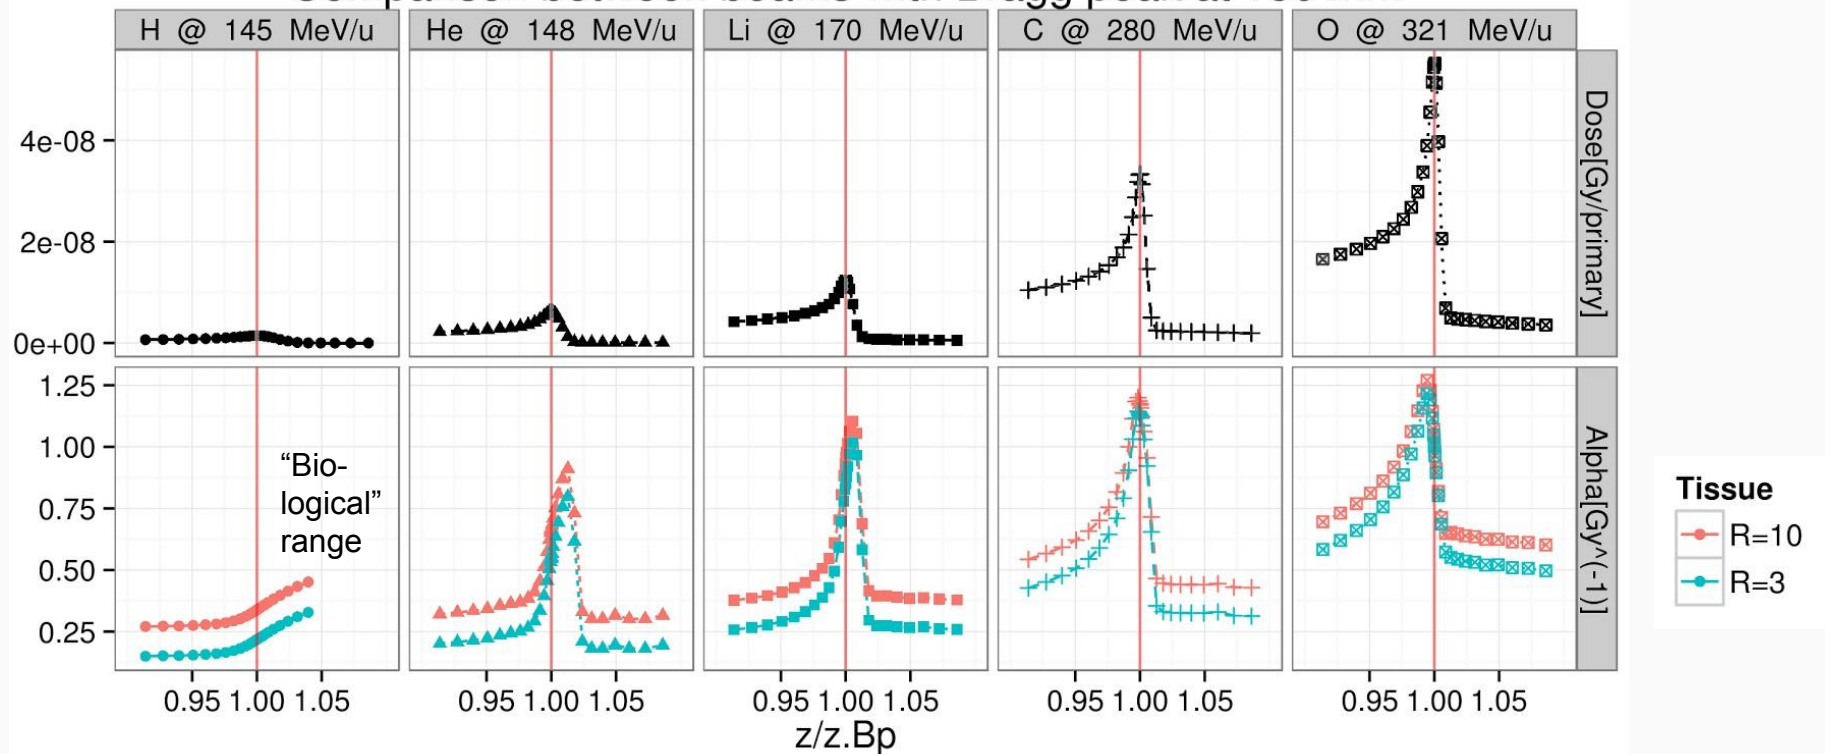 H @ 145 MeV/u
He @ 148 MeV/u
Li @ 170 MeV/u
C @ 280 MeV/u
O @ 321 MeV/u
4e-08
2e-08
0e+00
Dose[Gy/primary]
1.25
1.00
0.75
0.50
0.25
“Bio-
logical”
range
Alpha[Gy^(-1)]
0.95 1.00 1.05
0.95 1.00 1.05
0.95 1.00 1.05
0.95 1.00 1.05
0.95 1.00 1.05
z/z.Bp
Tissue
R=10
R=3